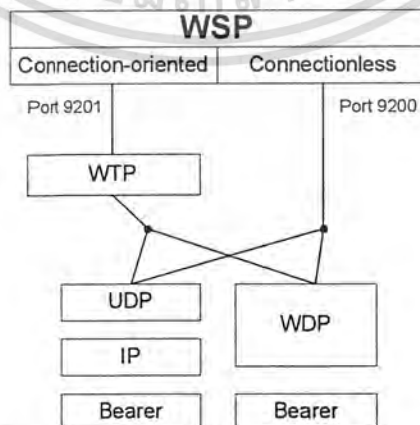 WSP
Connection-oriented Connectionless
Port 9201 Port 9200
WTP
UDP WDP
IP
Bearer Bearer